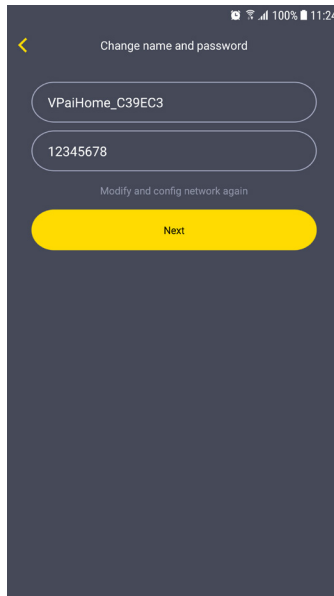 100% 11:24
Change name and password
VPaiHome_C39EC3
12345678
Modify and config network again
Next